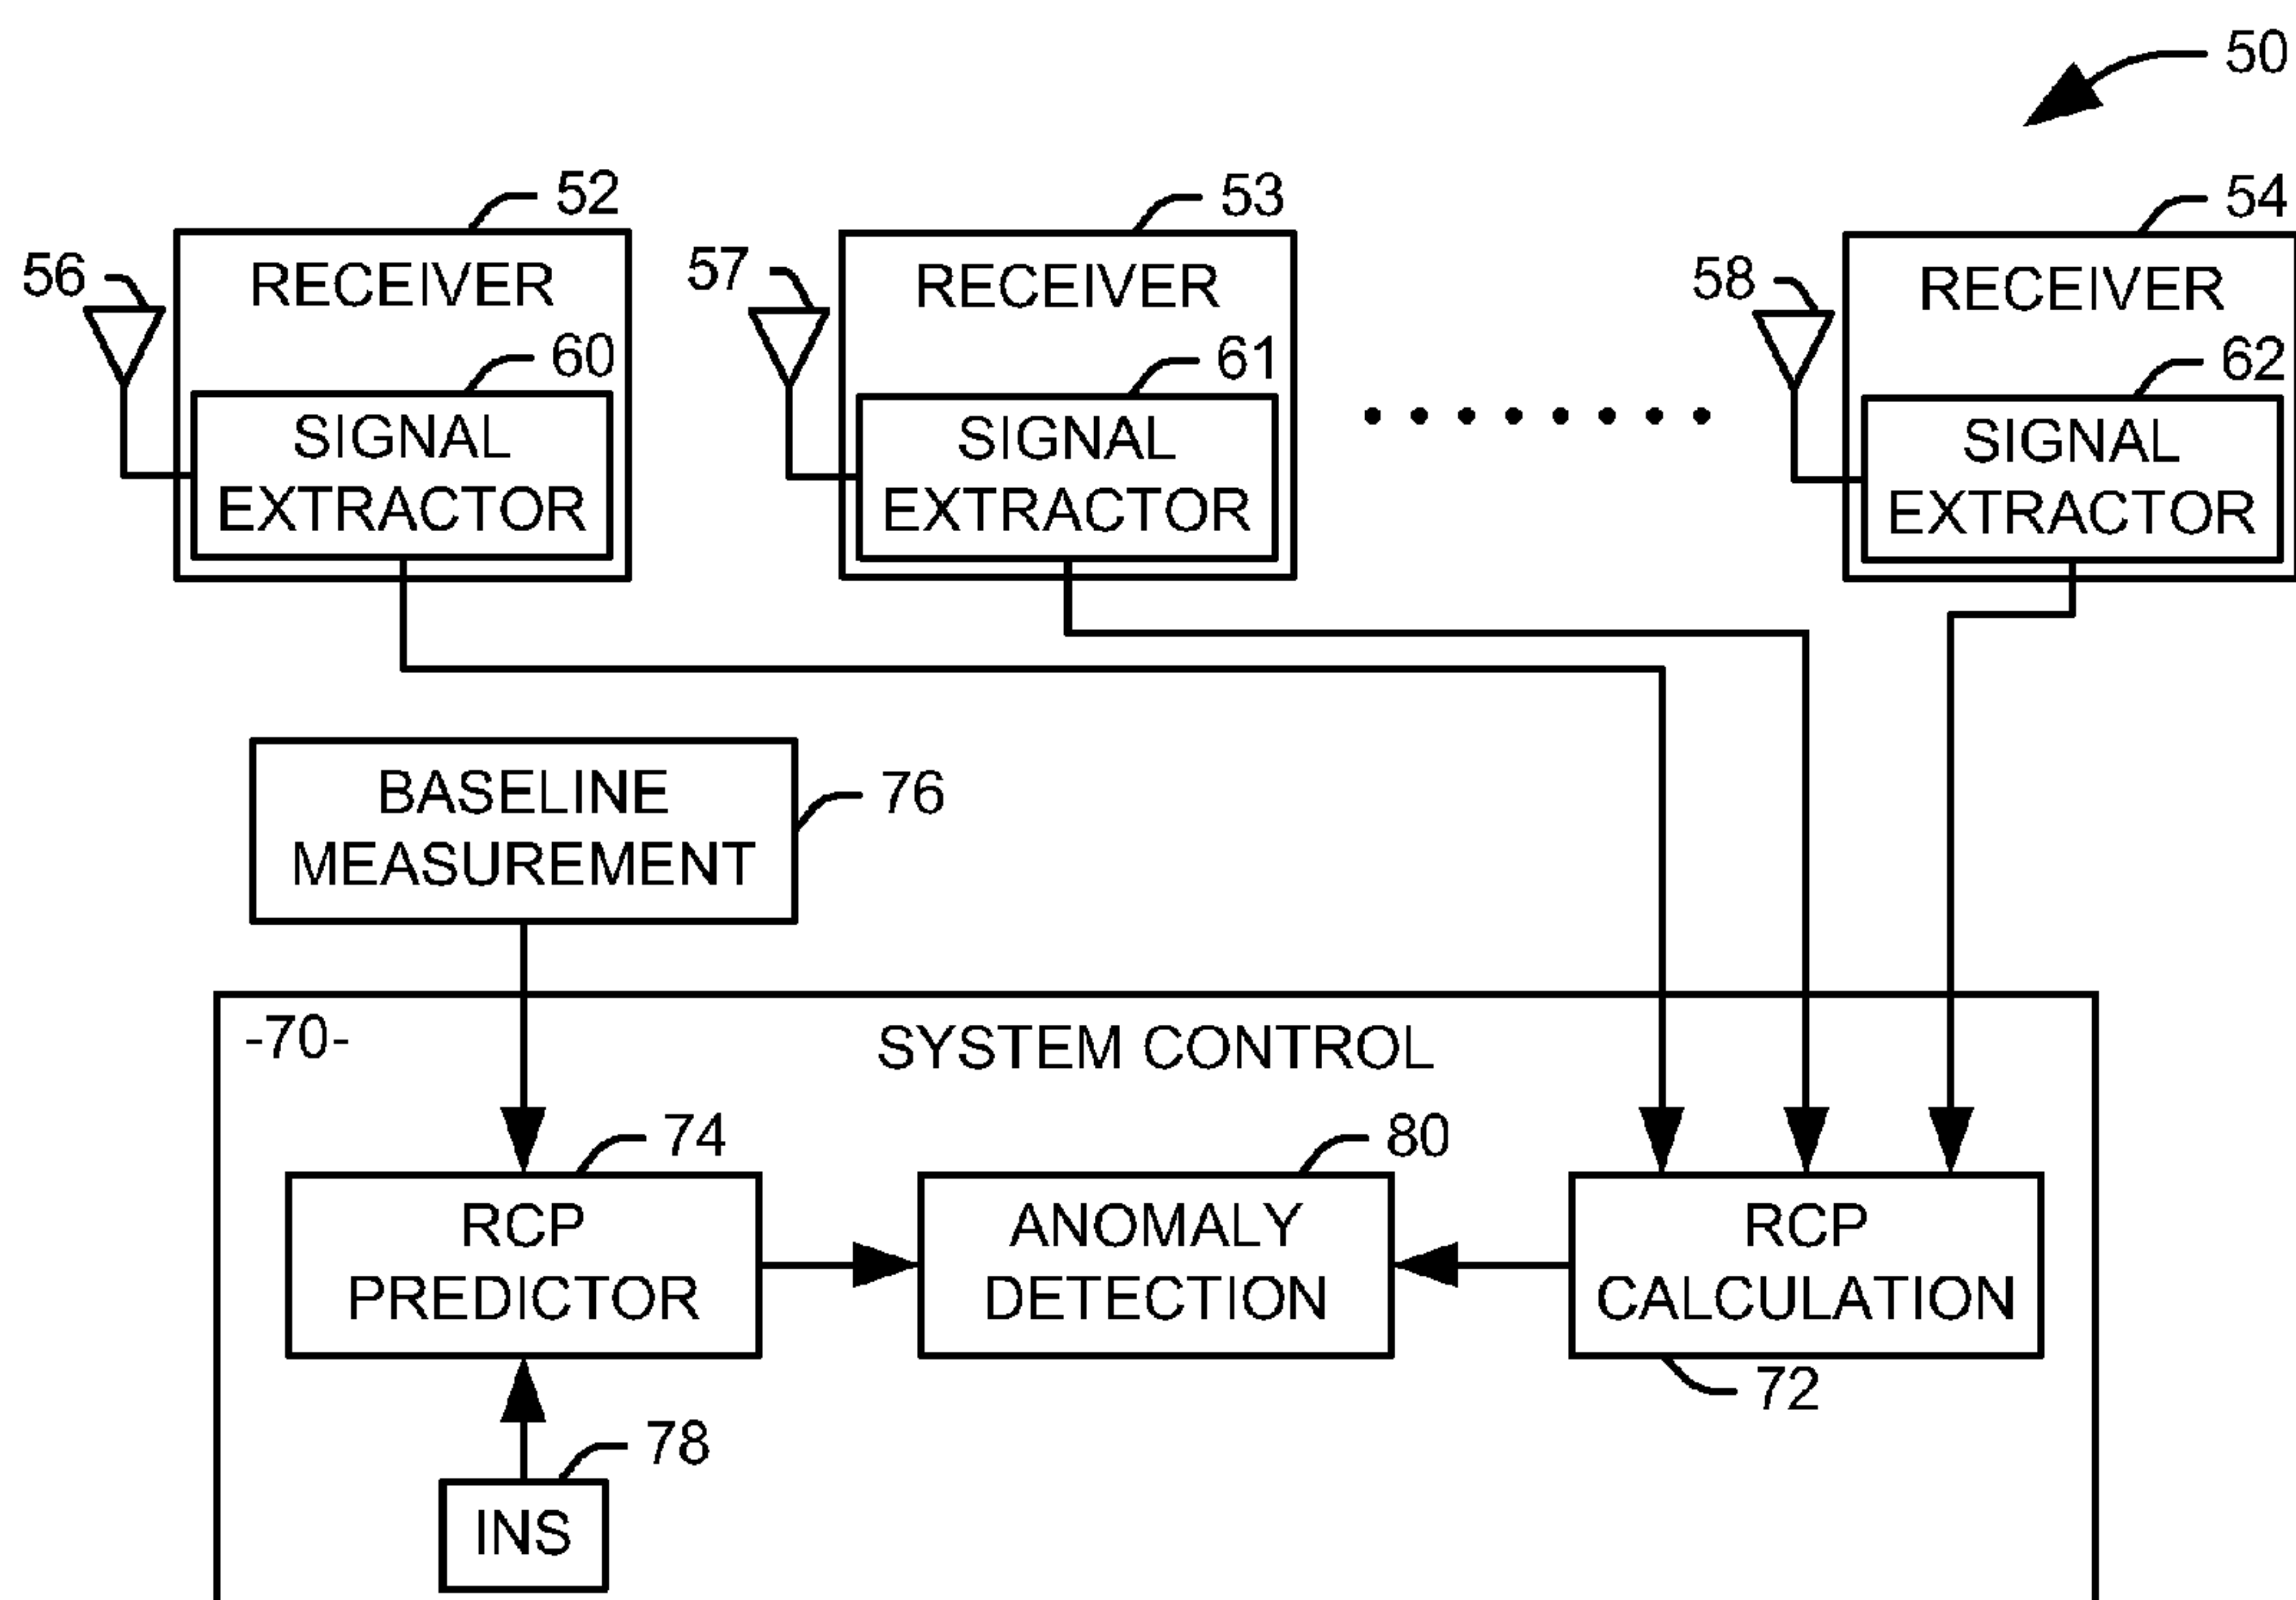 50
52
53
54
56
RECEIVER
57
RECEIVER
58
RECEIVER
60
61
62
SIGNAL
EXTRACTOR
SIGNAL
EXTRACTOR
SIGNAL
EXTRACTOR
BASELINE
MEASUREMENT
76
-70-
SYSTEM CONTROL
74
80
RCP
PREDICTOR
ANOMALY
DETECTION
RCP
CALCULATION
72
78
INS